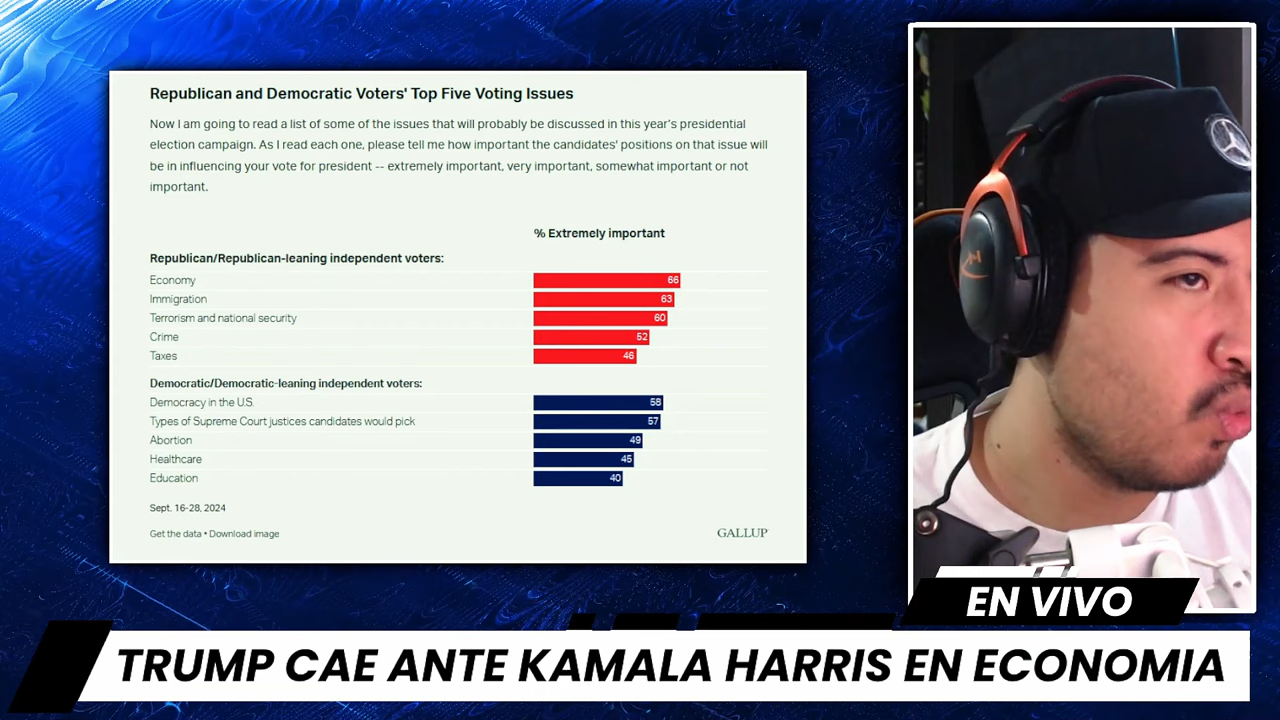 Republican and Democratic Voters' Top Five Voting Issues
Now I am going to read a list of some of the issues that will probably be discussed in this year's presidential
election campaign. As I read each one, please tell me how important the candidates' positions on that issue will
be in influencing your vote for president -- extremely important, very important, somewhat important or not
important.
% Extremely important
Republican/Republican-leaning independent voters:
Economy 66
Immigration 63
Terrorism and national security 60
Crime 52
Taxes 46
Democratic/Democratic-leaning independent voters:
Democracy in the U.S. 58
Types of Supreme Court justices candidates would pick 57
Abortion 49
Healthcare 45
Education 40
Sept. 16-28, 2024
Get the data • Download image
GALLUP
EN VIVO
TRUMP CAE ANTE KAMALA HARRIS EN ECONOMIA